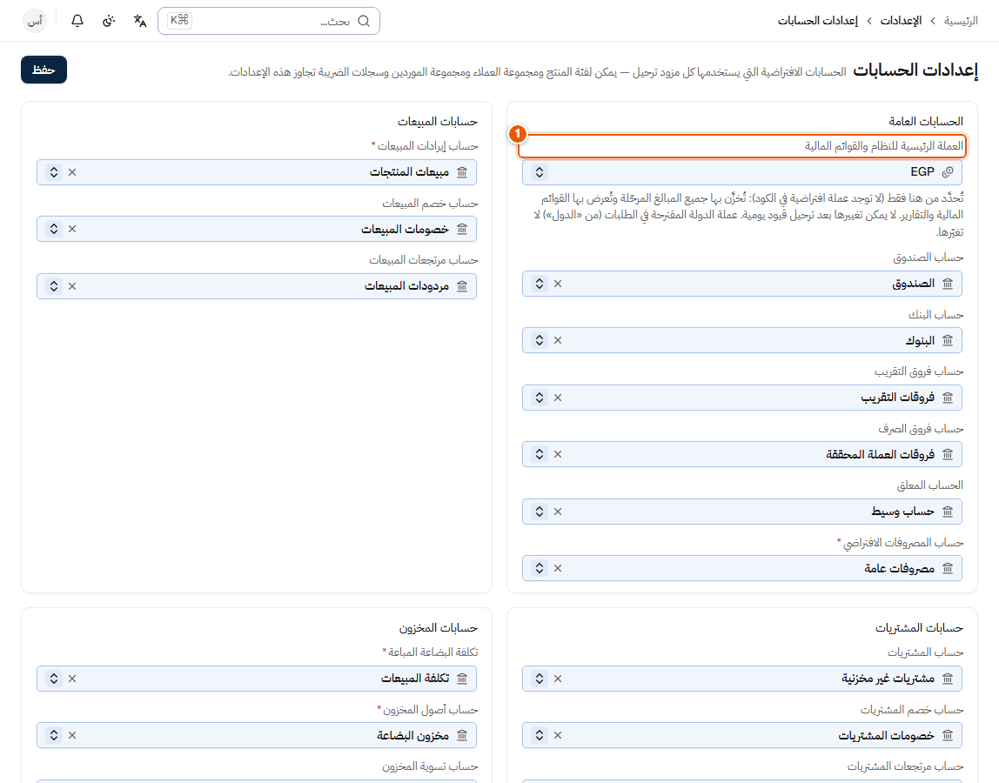 الرئيسية
الإعدادات
إعدادات الحسابات
بحث...
⌘K
أس
إعدادات الحسابات
الحسابات الافتراضية التي يستخدمها كل مزود ترحيل — يمكن لفئة المنتج ومجموعة العملاء ومجموعة الموردين وسجلات الضريبة تجاوز هذه الإعدادات.
حفظ
الحسابات العامة
1
العملة الرئيسية للنظام والقوائم المالية
EGP
تُحدَّد من هنا فقط (لا توجد عملة افتراضية في الكود): تُخزَّن بها جميع المبالغ المرحّلة وتُعرض بها القوائم
المالية والتقارير. لا يمكن تغييرها بعد ترحيل قيود يومية. عملة الدولة المقترحة في الطلبات (من «الدول») لا
تغيّرها.
حساب الصندوق
الصندوق
حساب البنك
البنوك
حساب فروق التقريب
فروقات التقريب
حساب فروق الصرف
فروقات العملة المحققة
الحساب المعلق
حساب وسيط
حساب المصروفات الافتراضي *
مصروفات عامة
حسابات المبيعات
حساب إيرادات المبيعات *
مبيعات المنتجات
حساب خصم المبيعات
خصومات المبيعات
حساب مرتجعات المبيعات
مردودات المبيعات
حسابات المشتريات
حساب المشتريات
مشتريات غير مخزنية
حساب خصم المشتريات
خصومات المشتريات
حساب مرتجعات المشتريات
حسابات المخزون
تكلفة البضاعة المباعة *
تكلفة المبيعات
حساب أصول المخزون *
مخزون البضاعة
حساب تسوية المخزون